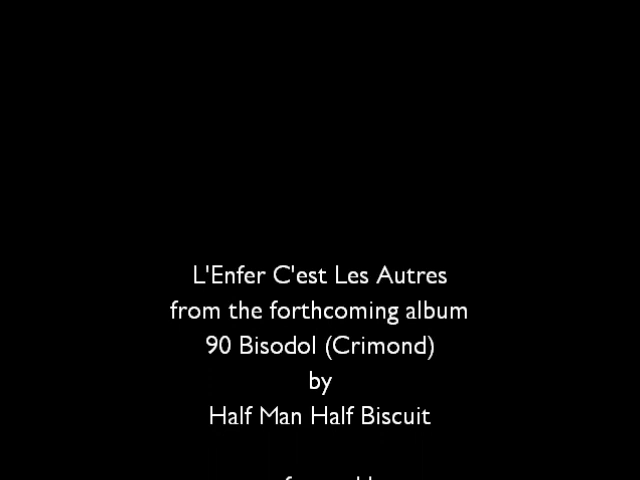 L'Enfer C'est Les Autres
from the forthcoming album
90 Bisodol (Crimond)
by
Half Man Half Biscuit